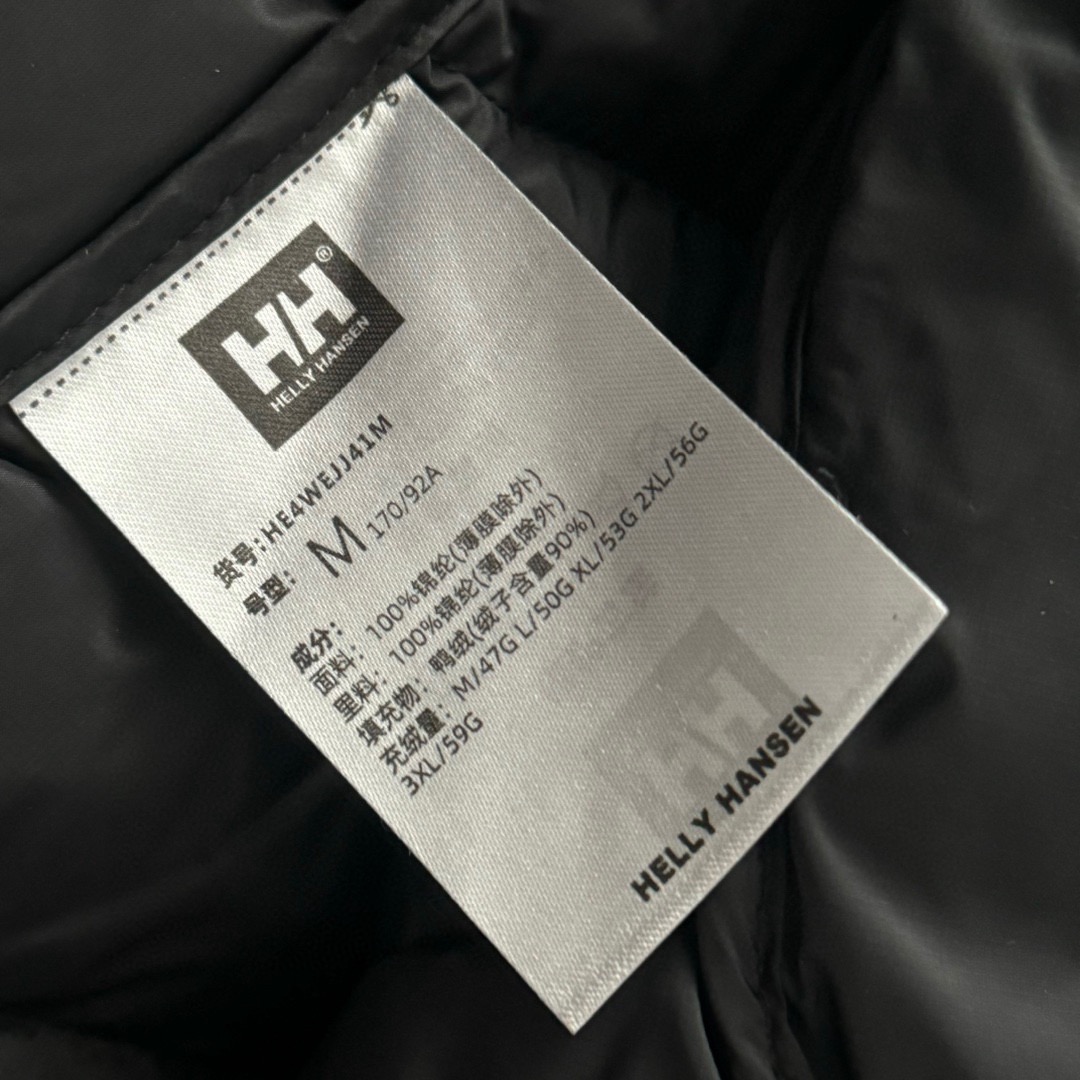 H/H®
HELLY HANSEN
货号:HE4WEJJ41M
号型: M 170/92A
成分:
面料: 100%锦纶(薄膜除外)
里料: 100%锦纶(薄膜除外)
填充物: 鸭绒(绒子含量90%)
充绒量: M/47G L/50G XL/53G 2XL/56G
3XL/59G
HELLY HANSEN